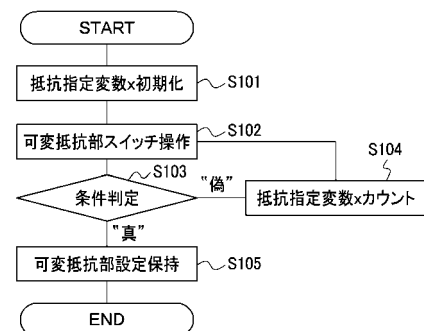 START
抵抗指定変数x初期化
S101
可変抵抗部スイッチ操作
S102
S103
S104
条件判定
"偽"
抵抗指定変数xカウント
"真"
可変抵抗部設定保持
S105
END